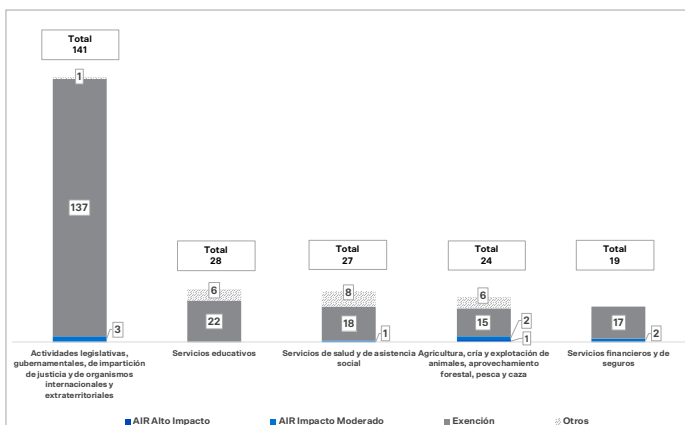 Total
141
1
137
3
Total
28
6
22
Total
27
8
18
1
Total
24
6
15
2
1
Total
19
17
2
Actividades legislativas,
gubernamentales, de impartición
de justicia y de organismos
internacionales y
extraterritoriales
Servicios educativos
Servicios de salud y de asistencia
social
Agricultura, cría y explotación de
animales, aprovechamiento
forestal, pesca y caza
Servicios financieros y de
seguros
AIR Alto Impacto
AIR Impacto Moderado
Exención
Otros